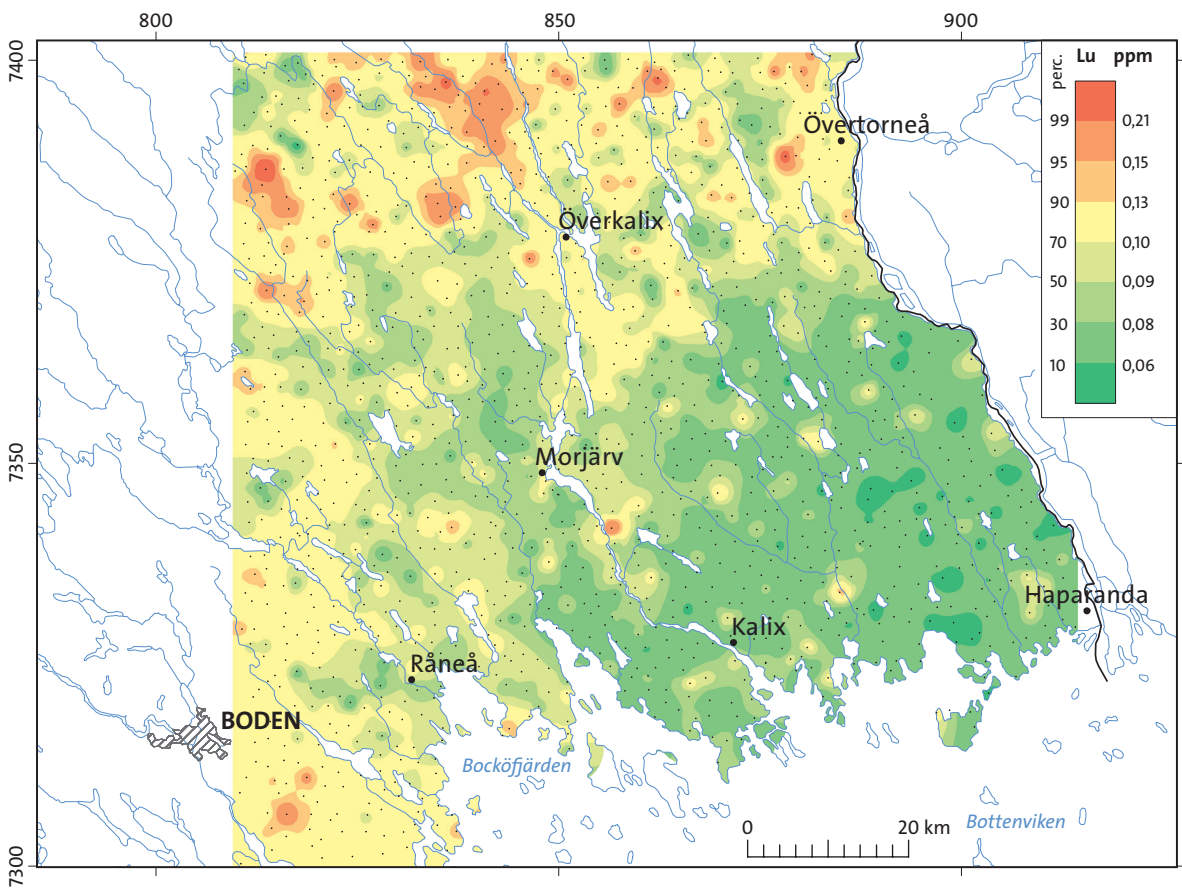 800 850 900
7400
7350
7300
perc. Lu ppm
99 0,21
95 0,15
90 0,13
70 0,10
50 0,09
30 0,08
10 0,06
Övertorneå
Överkalix
Morjärv
Haparanda
Kalix
Råneå
BODEN
Bocköfjärden
Bottenviken
0 20 km